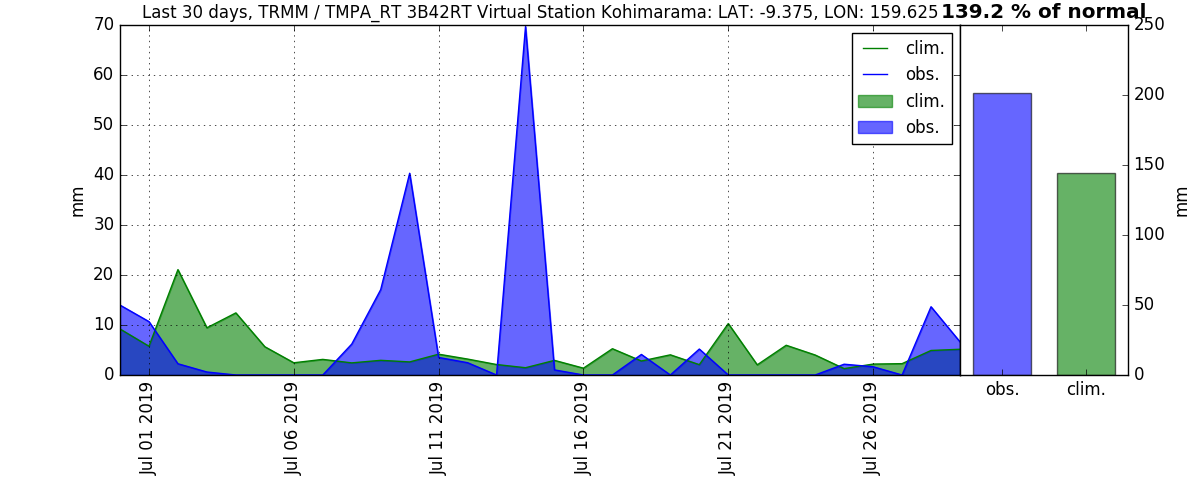 Last 30 days, TRMM / TMPA_RT 3B42RT Virtual Station Kohimarama: LAT: -9.375, LON: 159.625
139.2 % of normal
70
60
50
40
30
20
10
0
mm
clim.
obs.
clim.
obs.
Jul 01 2019
Jul 06 2019
Jul 11 2019
Jul 16 2019
Jul 21 2019
Jul 26 2019
250
200
150
100
50
0
mm
obs.
clim.